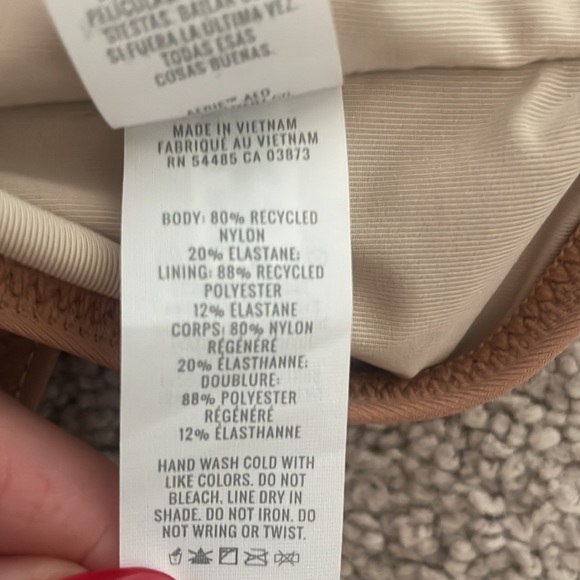 PELÍCULAS
SIESTAS. BAILAR
SI FUERA LA ÚLTIMA VEZ.
TODAS ESAS
COSAS BUENAS.
MADE IN VIETNAM
FABRIQUÉ AU VIETNAM
RN 54485 CA 03873
BODY: 80% RECYCLED
NYLON
20% ELASTANE:
LINING: 88% RECYCLED
POLYESTER
12% ELASTANE
CORPS: 80% NYLON
RÉGÉNÉRÉ
20% ÉLASTHANNE:
DOUBLURE:
88% POLYESTER
RÉGÉNÉRÉ
12% ÉLASTHANNE
HAND WASH COLD WITH
LIKE COLORS. DO NOT
BLEACH. LINE DRY IN
SHADE. DO NOT IRON. DO
NOT WRING OR TWIST.